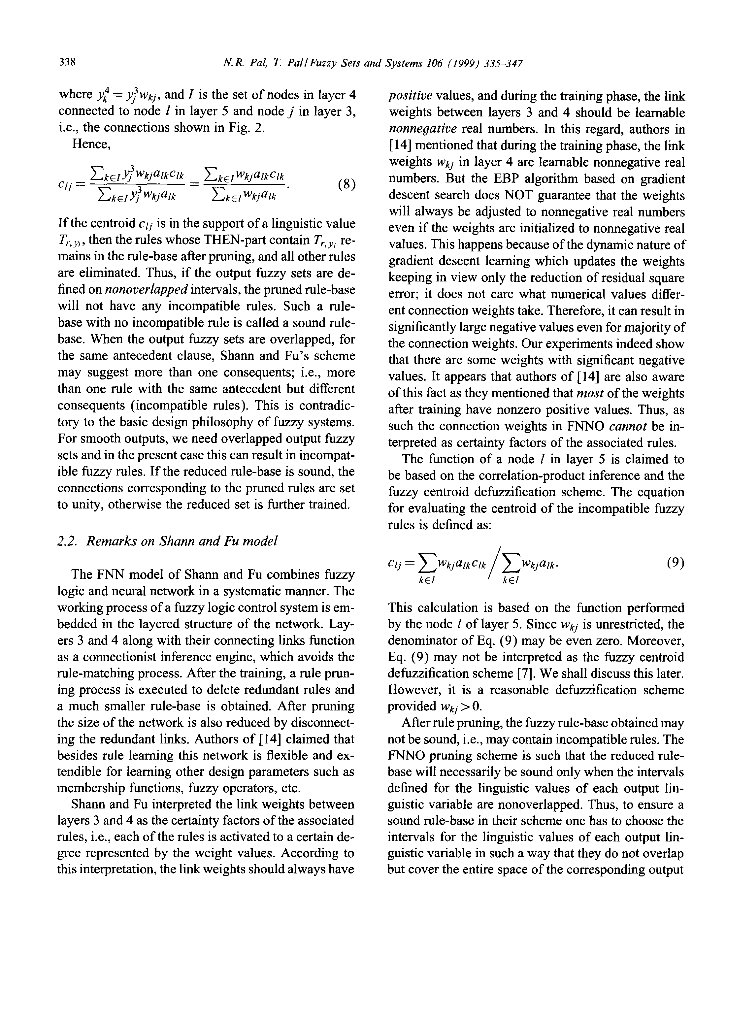 338
N.R. Pal, T. Pal / Fuzzy Sets and Systems 106 (1999) 335–347
where y_k^4 = y_j^3 w_{kj}, and I is the set of nodes in layer 4
connected to node l in layer 5 and node j in layer 3,
i.e., the connections shown in Fig. 2.
Hence,
c_{lj} = \frac{\sum_{k∈I} y_j^3 w_{kj} a_{lk} c_{lk}}{\sum_{k∈I} y_j^3 w_{kj} a_{lk}} = \frac{\sum_{k∈I} w_{kj} a_{lk} c_{lk}}{\sum_{k∈I} w_{kj} a_{lk}}. (8)
If the centroid c_{lj} is in the support of a linguistic value
T_{r,y_l}, then the rules whose THEN-part contain T_{r,y_l} re-
mains in the rule-base after pruning, and all other rules
are eliminated. Thus, if the output fuzzy sets are de-
fined on nonoverlapped intervals, the pruned rule-base
will not have any incompatible rules. Such a rule-
base with no incompatible rule is called a sound rule-
base. When the output fuzzy sets are overlapped, for
the same antecedent clause, Shann and Fu's scheme
may suggest more than one consequents; i.e., more
than one rule with the same antecedent but different
consequents (incompatible rules). This is contradic-
tory to the basic design philosophy of fuzzy systems.
For smooth outputs, we need overlapped output fuzzy
sets and in the present case this can result in incompat-
ible fuzzy rules. If the reduced rule-base is sound, the
connections corresponding to the pruned rules are set
to unity, otherwise the reduced set is further trained.
2.2. Remarks on Shann and Fu model
The FNN model of Shann and Fu combines fuzzy
logic and neural network in a systematic manner. The
working process of a fuzzy logic control system is em-
bedded in the layered structure of the network. Lay-
ers 3 and 4 along with their connecting links function
as a connectionist inference engine, which avoids the
rule-matching process. After the training, a rule prun-
ing process is executed to delete redundant rules and
a much smaller rule-base is obtained. After pruning
the size of the network is also reduced by disconnect-
ing the redundant links. Authors of [14] claimed that
besides rule learning this network is flexible and ex-
tendible for learning other design parameters such as
membership functions, fuzzy operators, etc.
Shann and Fu interpreted the link weights between
layers 3 and 4 as the certainty factors of the associated
rules, i.e., each of the rules is activated to a certain de-
gree represented by the weight values. According to
this interpretation, the link weights should always have
positive values, and during the training phase, the link
weights between layers 3 and 4 should be learnable
nonnegative real numbers. In this regard, authors in
[14] mentioned that during the training phase, the link
weights w_{kj} in layer 4 are learnable nonnegative real
numbers. But the EBP algorithm based on gradient
descent search does NOT guarantee that the weights
will always be adjusted to nonnegative real numbers
even if the weights are initialized to nonnegative real
values. This happens because of the dynamic nature of
gradient descent learning which updates the weights
keeping in view only the reduction of residual square
error; it does not care what numerical values differ-
ent connection weights take. Therefore, it can result in
significantly large negative values even for majority of
the connection weights. Our experiments indeed show
that there are some weights with significant negative
values. It appears that authors of [14] are also aware
of this fact as they mentioned that most of the weights
after training have nonzero positive values. Thus, as
such the connection weights in FNNO cannot be in-
terpreted as certainty factors of the associated rules.
The function of a node l in layer 5 is claimed to
be based on the correlation-product inference and the
fuzzy centroid defuzzification scheme. The equation
for evaluating the centroid of the incompatible fuzzy
rules is defined as:
c_{lj} = \sum_{k∈I} w_{kj} a_{lk} c_{lk} / \sum_{k∈I} w_{kj} a_{lk}. (9)
This calculation is based on the function performed
by the node l of layer 5. Since w_{kj} is unrestricted, the
denominator of Eq. (9) may be even zero. Moreover,
Eq. (9) may not be interpreted as the fuzzy centroid
defuzzification scheme [7]. We shall discuss this later.
However, it is a reasonable defuzzification scheme
provided w_{kj} > 0.
After rule pruning, the fuzzy rule-base obtained may
not be sound, i.e., may contain incompatible rules. The
FNNO pruning scheme is such that the reduced rule-
base will necessarily be sound only when the intervals
defined for the linguistic values of each output lin-
guistic variable are nonoverlapped. Thus, to ensure a
sound rule-base in their scheme one has to choose the
intervals for the linguistic values of each output lin-
guistic variable in such a way that they do not overlap
but cover the entire space of the corresponding output